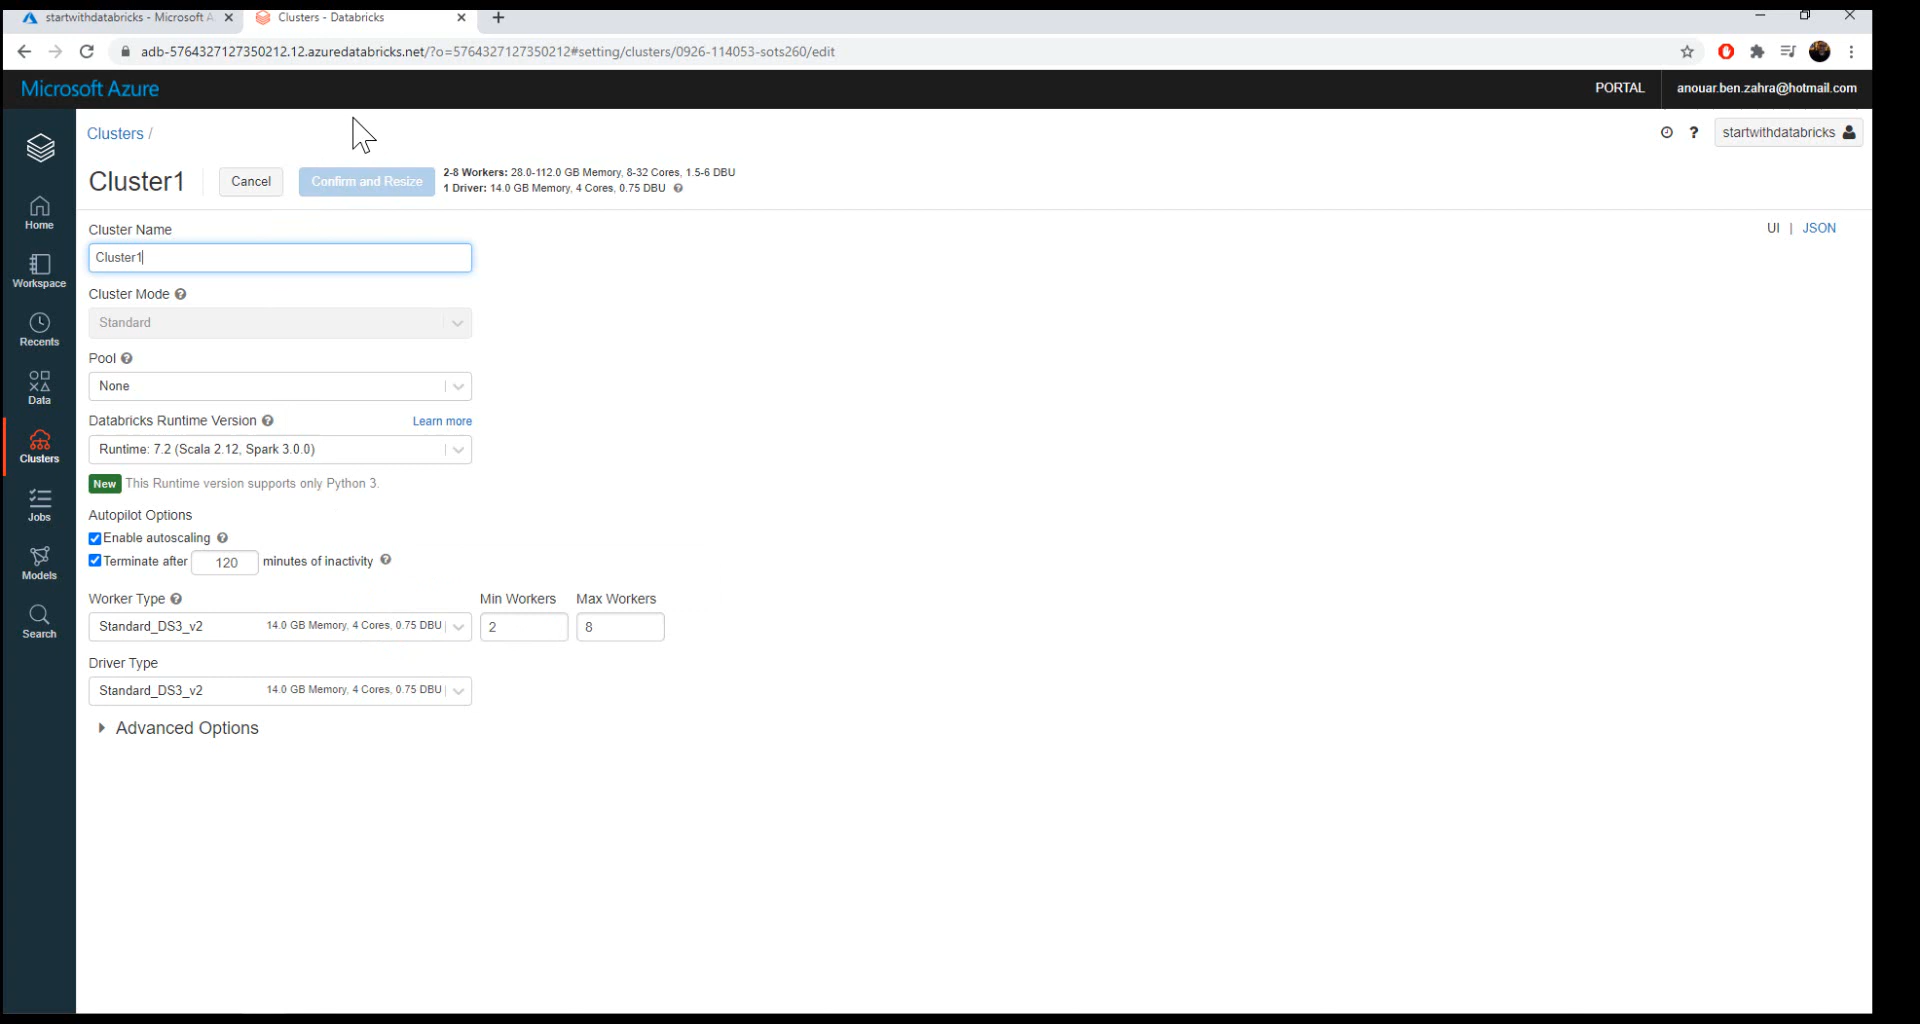 startwithdatabricks - Microsoft A
Clusters - Databricks
adb-5764327127350212.12.azuredatabricks.net/?o=5764327127350212#setting/clusters/0926-114053-sots260/edit
Microsoft Azure
PORTAL
anouar.ben.zahra@hotmail.com
Clusters /
startwithdatabricks
Cluster1
Cancel
Confirm and Resize
2-8 Workers: 28.0-112.0 GB Memory, 8-32 Cores, 1.5-6 DBU
1 Driver: 14.0 GB Memory, 4 Cores, 0.75 DBU
UI | JSON
Home
Workspace
Recents
Data
Clusters
Jobs
Models
Search
Cluster Name
Cluster1
Cluster Mode
Standard
Pool
None
Databricks Runtime Version
Learn more
Runtime: 7.2 (Scala 2.12, Spark 3.0.0)
New This Runtime version supports only Python 3.
Autopilot Options
Enable autoscaling
Terminate after 120 minutes of inactivity
Worker Type
Min Workers
Max Workers
Standard_DS3_v2 14.0 GB Memory, 4 Cores, 0.75 DBU
2
8
Driver Type
Standard_DS3_v2 14.0 GB Memory, 4 Cores, 0.75 DBU
Advanced Options